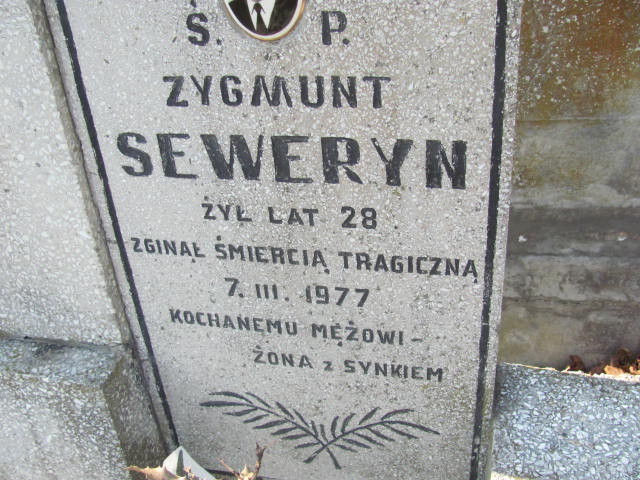 Ś. P.
ZYGMUNT
SEWERYN
ŻYŁ LAT 28
ZGINĄŁ ŚMIERCIĄ TRAGICZNĄ
7. III. 1977
KOCHANEMU MĘŻOWI –
ŻONA z SYNKIEM